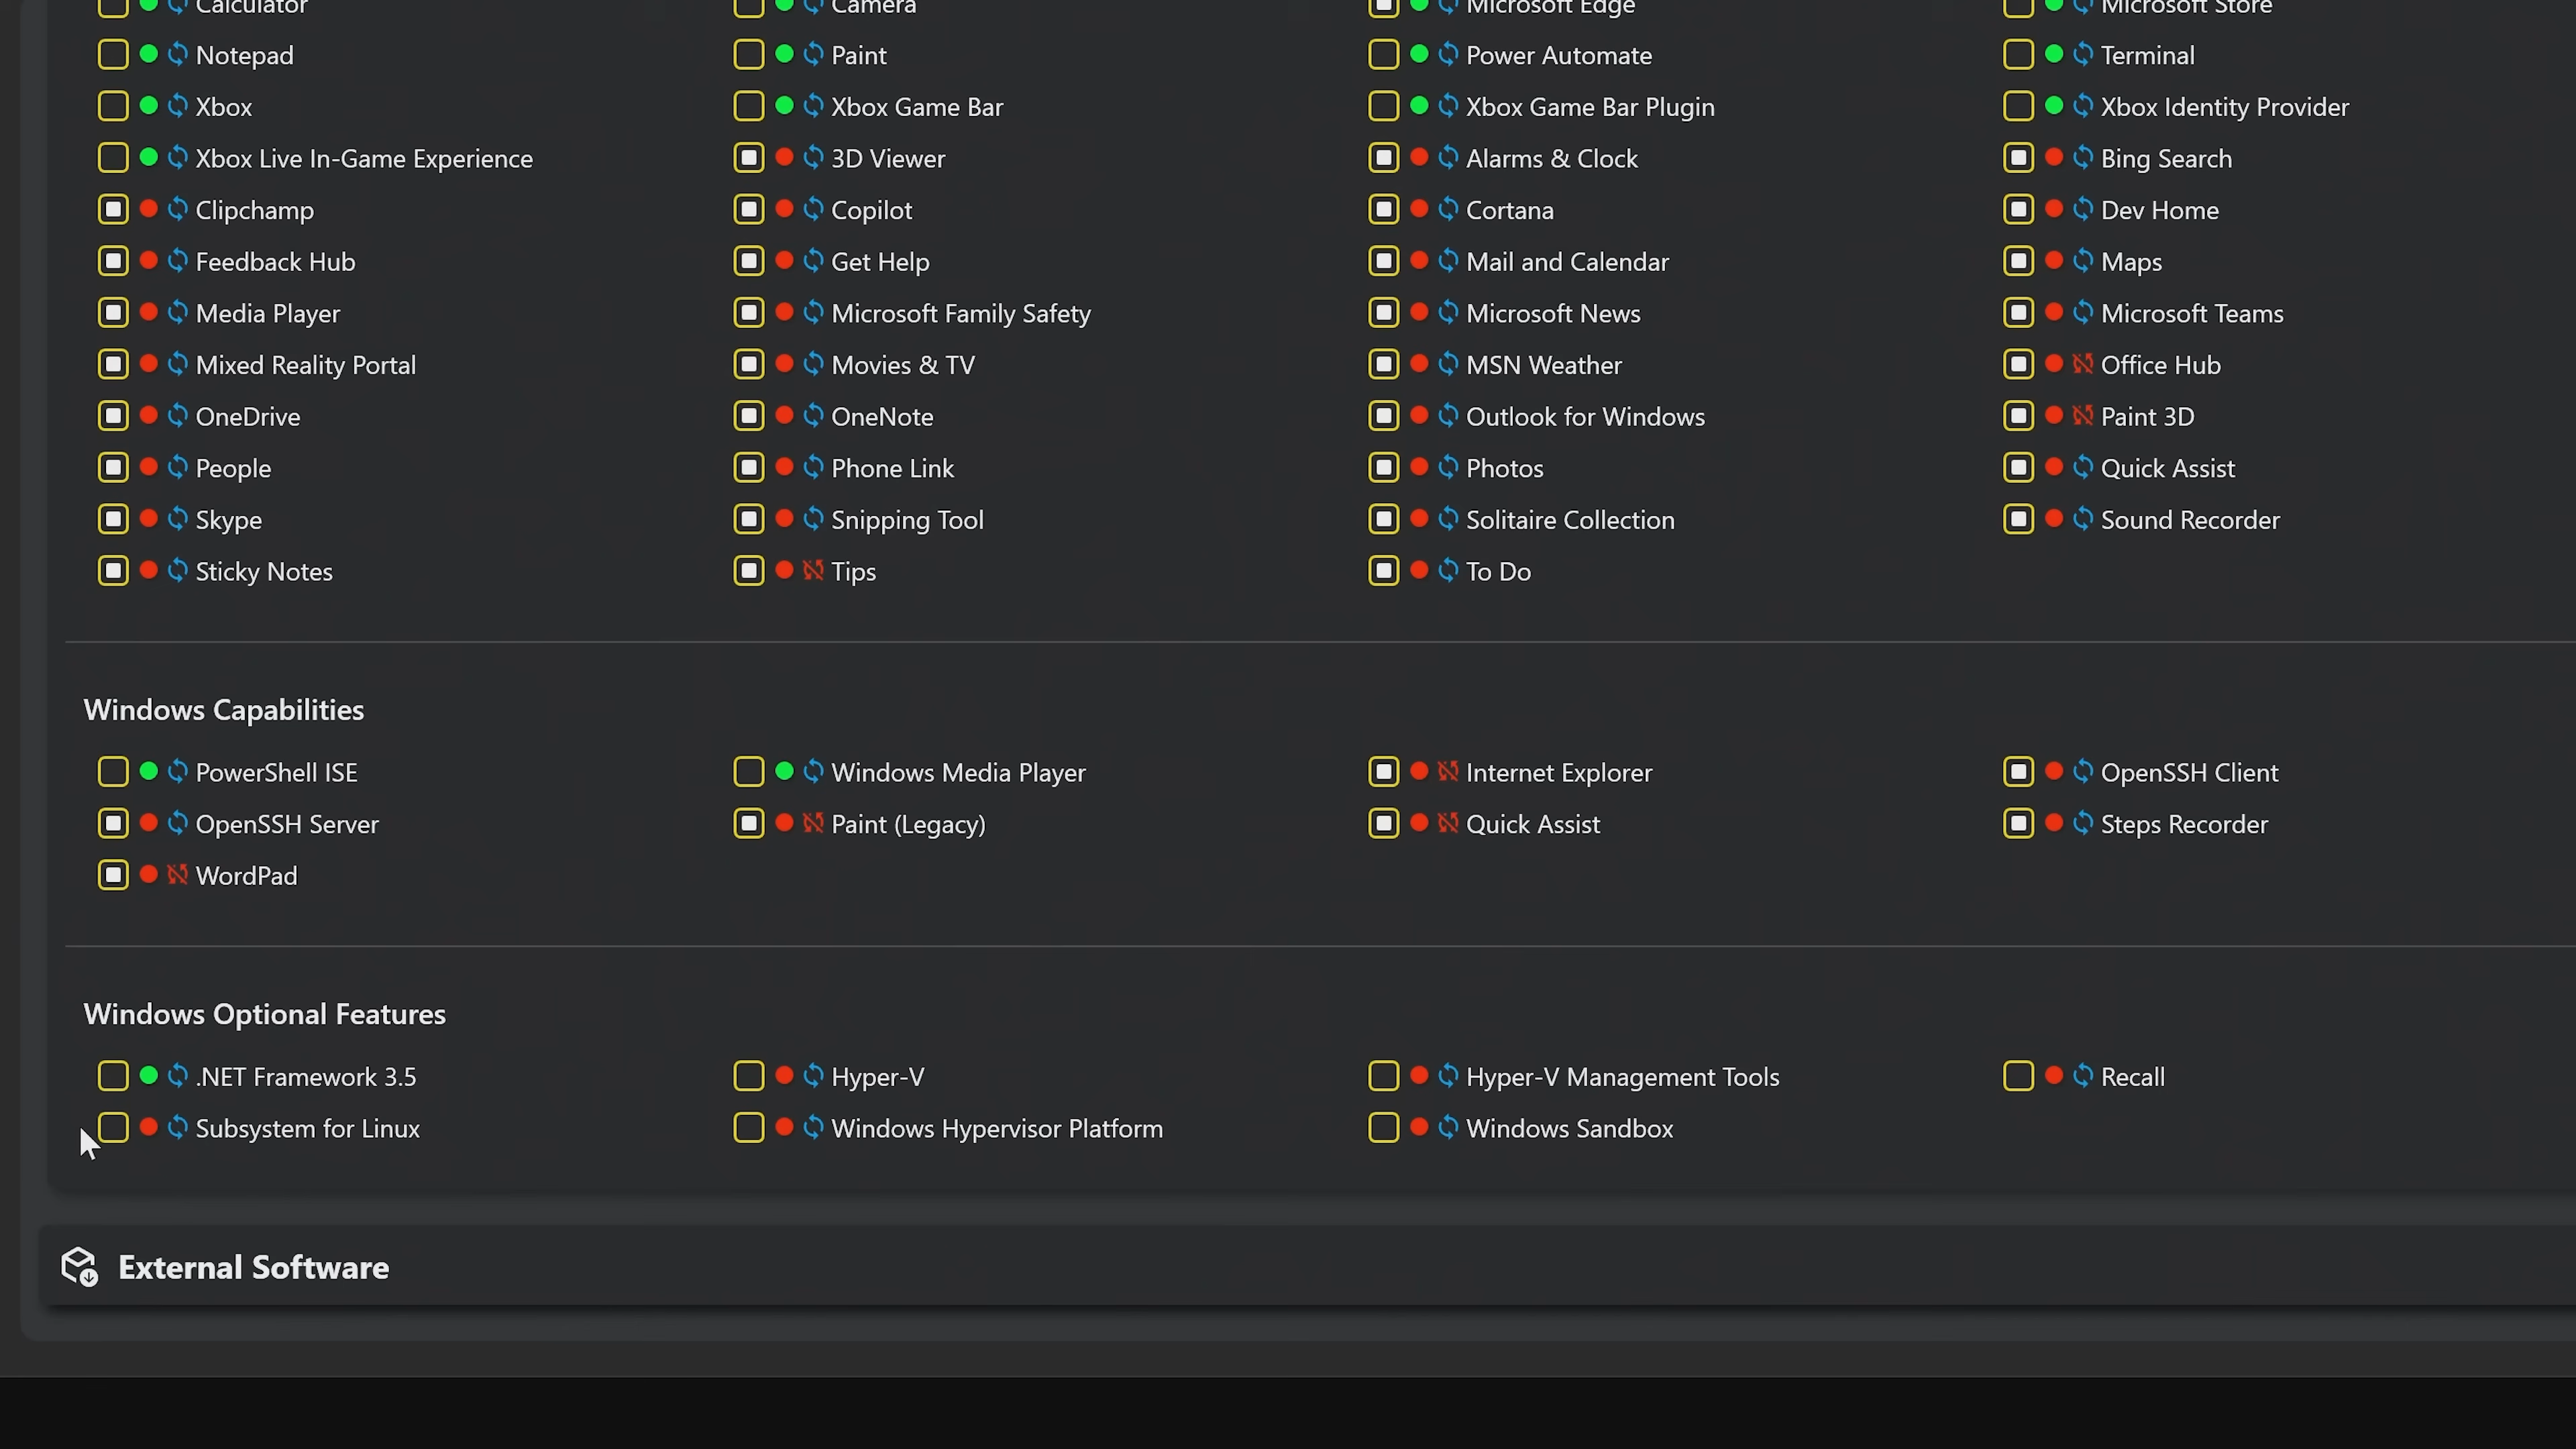 Calculator Camera Microsoft Edge Microsoft Store
Notepad Paint Power Automate Terminal
Xbox Xbox Game Bar Xbox Game Bar Plugin Xbox Identity Provider
Xbox Live In-Game Experience 3D Viewer Alarms & Clock Bing Search
Clipchamp Copilot Cortana Dev Home
Feedback Hub Get Help Mail and Calendar Maps
Media Player Microsoft Family Safety Microsoft News Microsoft Teams
Mixed Reality Portal Movies & TV MSN Weather Office Hub
OneDrive OneNote Outlook for Windows Paint 3D
People Phone Link Photos Quick Assist
Skype Snipping Tool Solitaire Collection Sound Recorder
Sticky Notes Tips To Do
Windows Capabilities
PowerShell ISE Windows Media Player Internet Explorer OpenSSH Client
OpenSSH Server Paint (Legacy) Quick Assist Steps Recorder
WordPad
Windows Optional Features
.NET Framework 3.5 Hyper-V Hyper-V Management Tools Recall
Subsystem for Linux Windows Hypervisor Platform Windows Sandbox
External Software